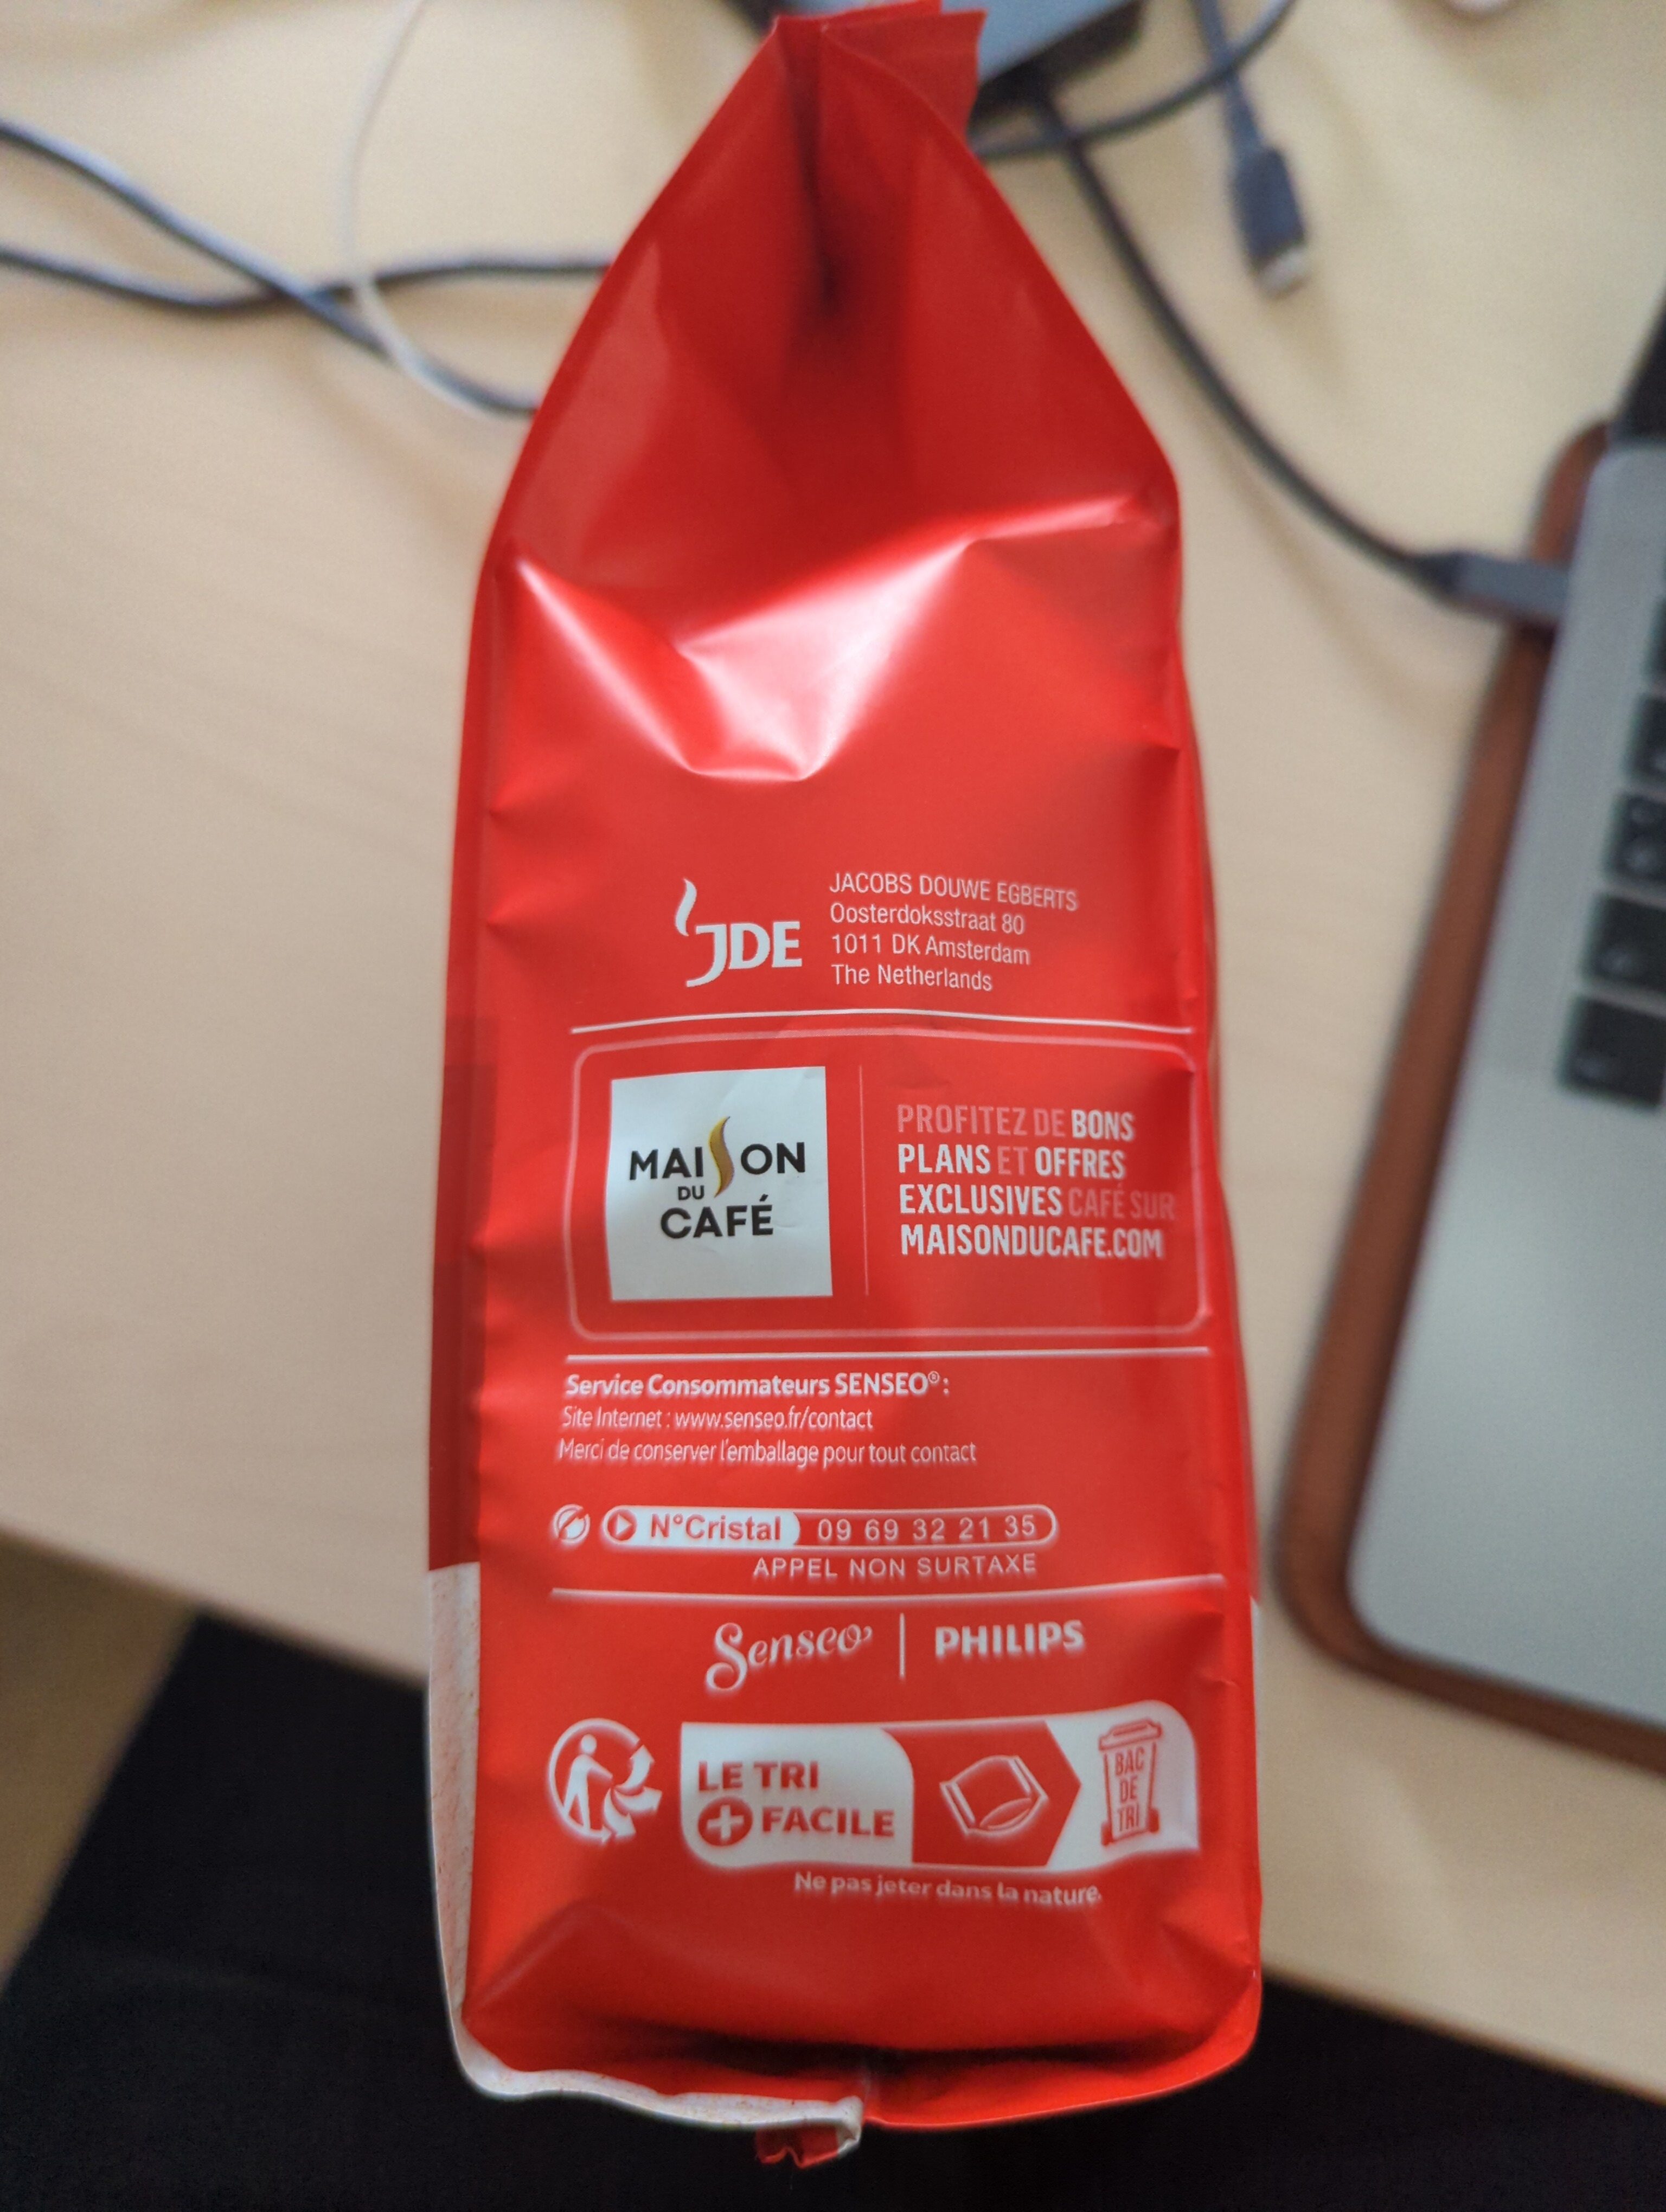 JDE
JACOBS DOUWE EGBERTS
Oosterdoksstraat 80
1011 DK Amsterdam
The Netherlands
MAISON
DU
CAFÉ
PROFITEZ DE BONS
PLANS ET OFFRES
EXCLUSIVES CAFÉ SUR
MAISONDUCAFE.COM
Service Consommateurs SENSEO® :
Site Internet : www.senseo.fr/contact
Merci de conserver l'emballage pour tout contact
N°Cristal 09 69 32 21 35
APPEL NON SURTAXE
Senseo | PHILIPS
LE TRI
+ FACILE
BAC
DE
TRI
Ne pas jeter dans la nature.